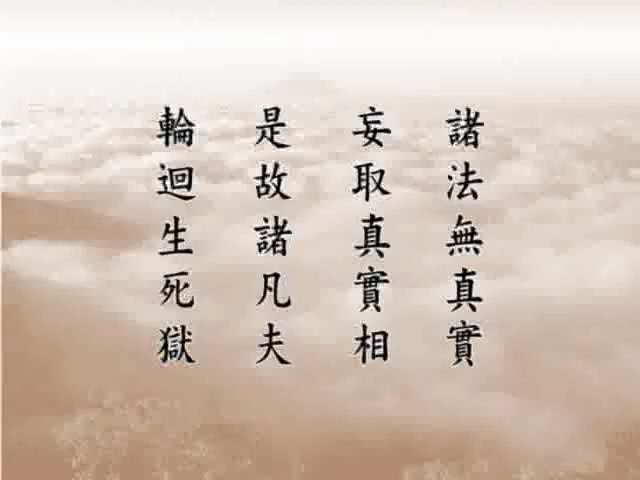 諸法無真實
妄取真實相
是故諸凡夫
輪迴生死獄